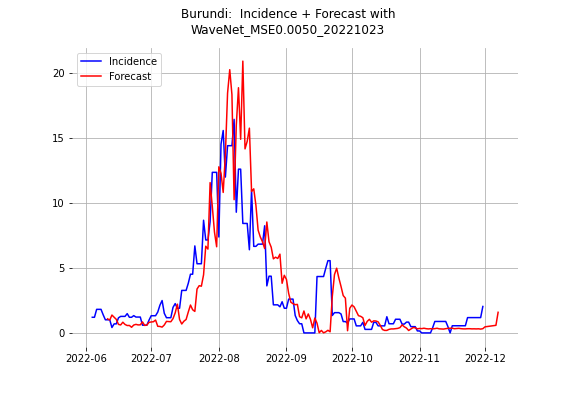 Burundi:  Incidence + Forecast with
WaveNet_MSE0.0050_20221023
Incidence
Forecast
20
15
10
5
0
2022-06 2022-07 2022-08 2022-09 2022-10 2022-11 2022-12